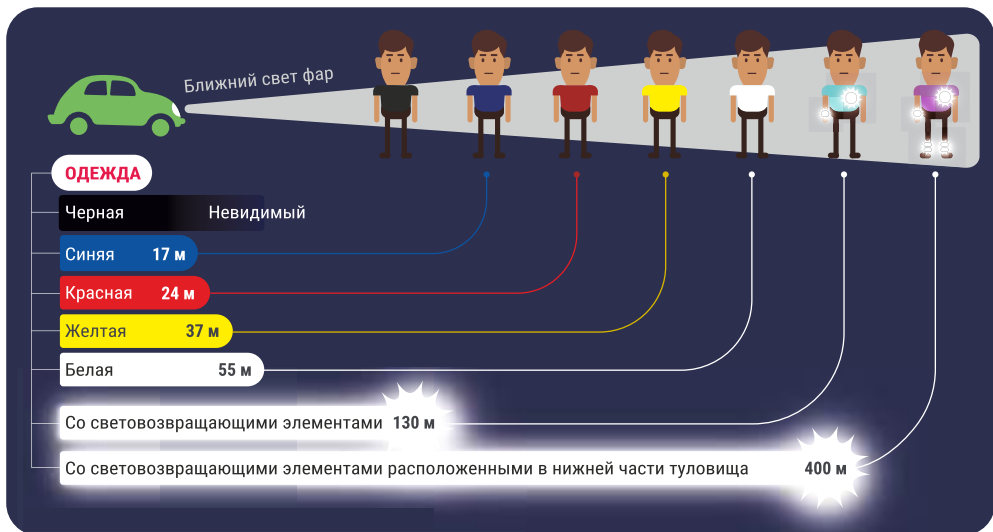 Ближний свет фар
ОДЕЖДА
Черная Невидимый
Синяя 17 м
Красная 24 м
Желтая 37 м
Белая 55 м
Со световозвращающими элементами 130 м
Со световозвращающими элементами расположенными в нижней части туловища 400 м